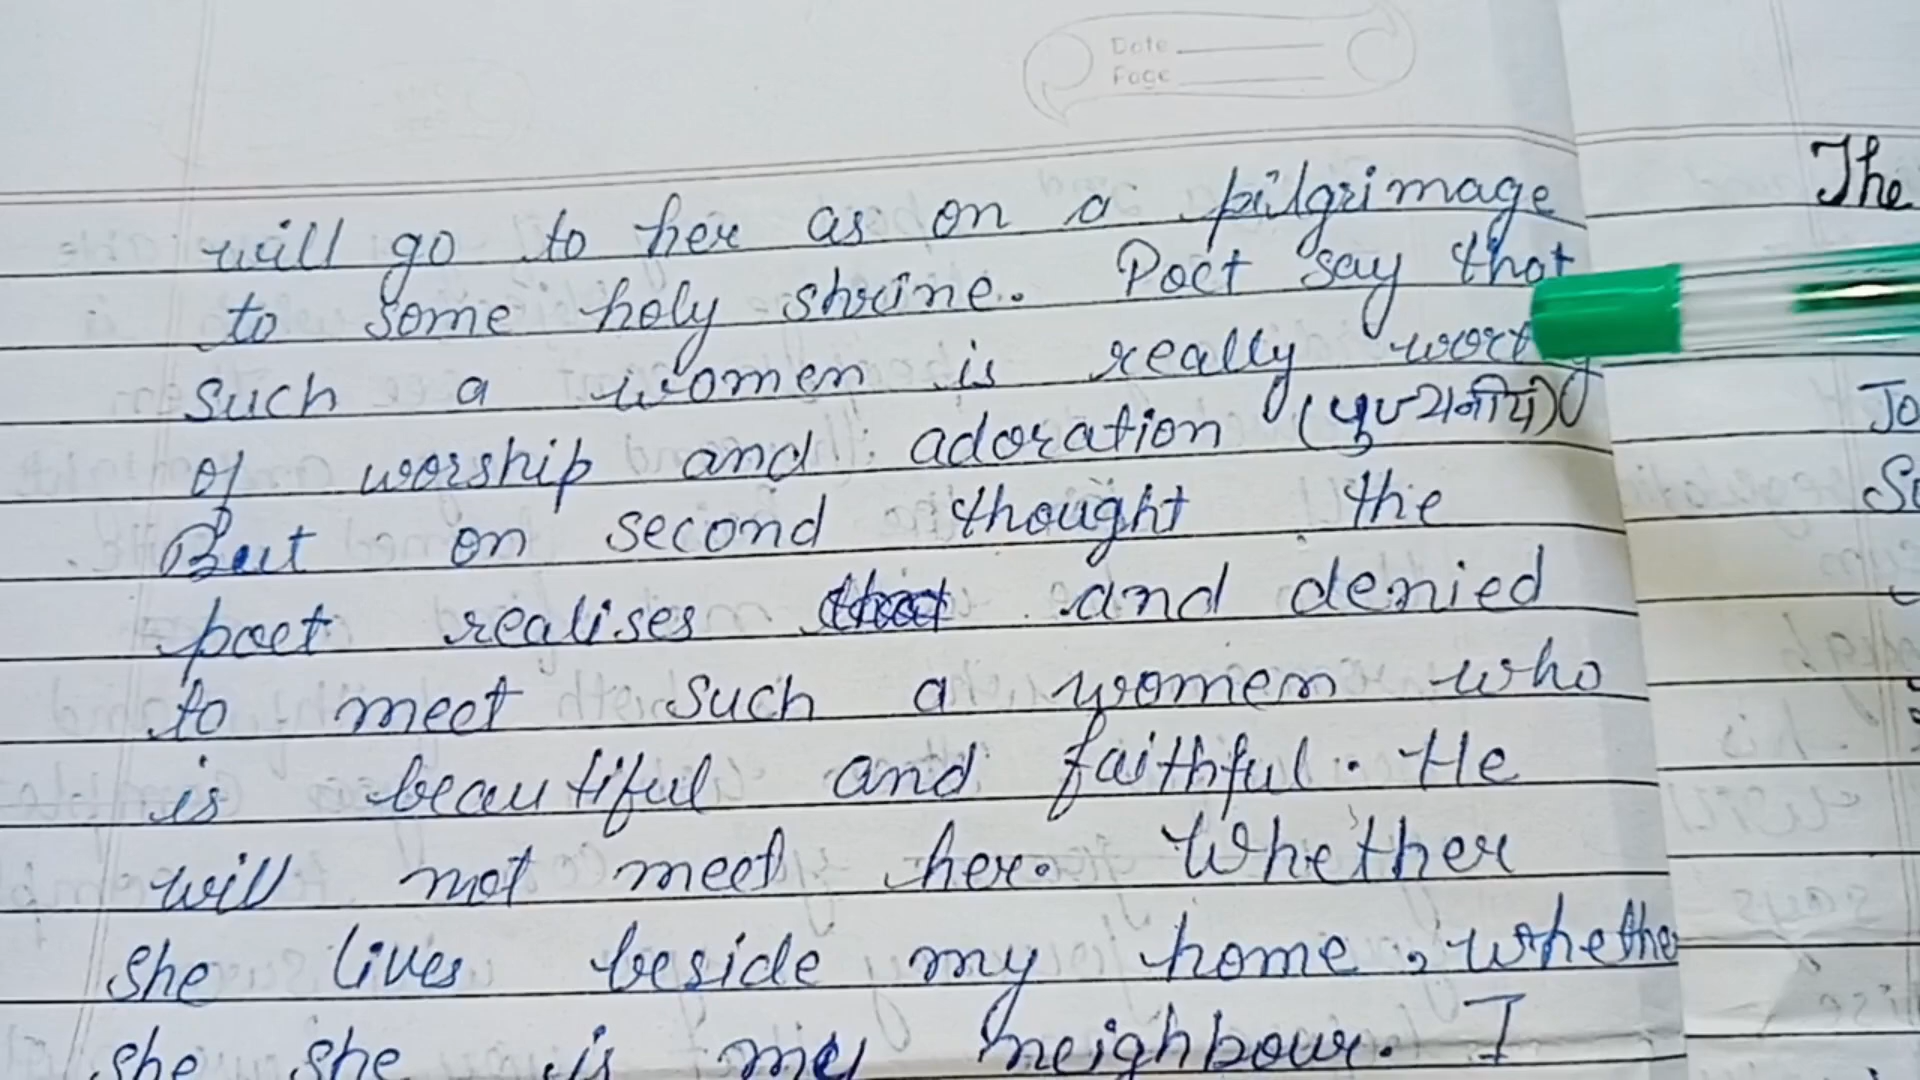 Date
Page
will go to her as on a pilgrimage
to some holy shrine. Poet say that
such a women is really
of worship and adoration (पूज्यनीय)
But on second thought the
poet realises that and denied
to meet such a women who
is beautiful and faithful. He
will not meet her. Whether
she lives beside my home, whether
she she is my neighbour. I
The